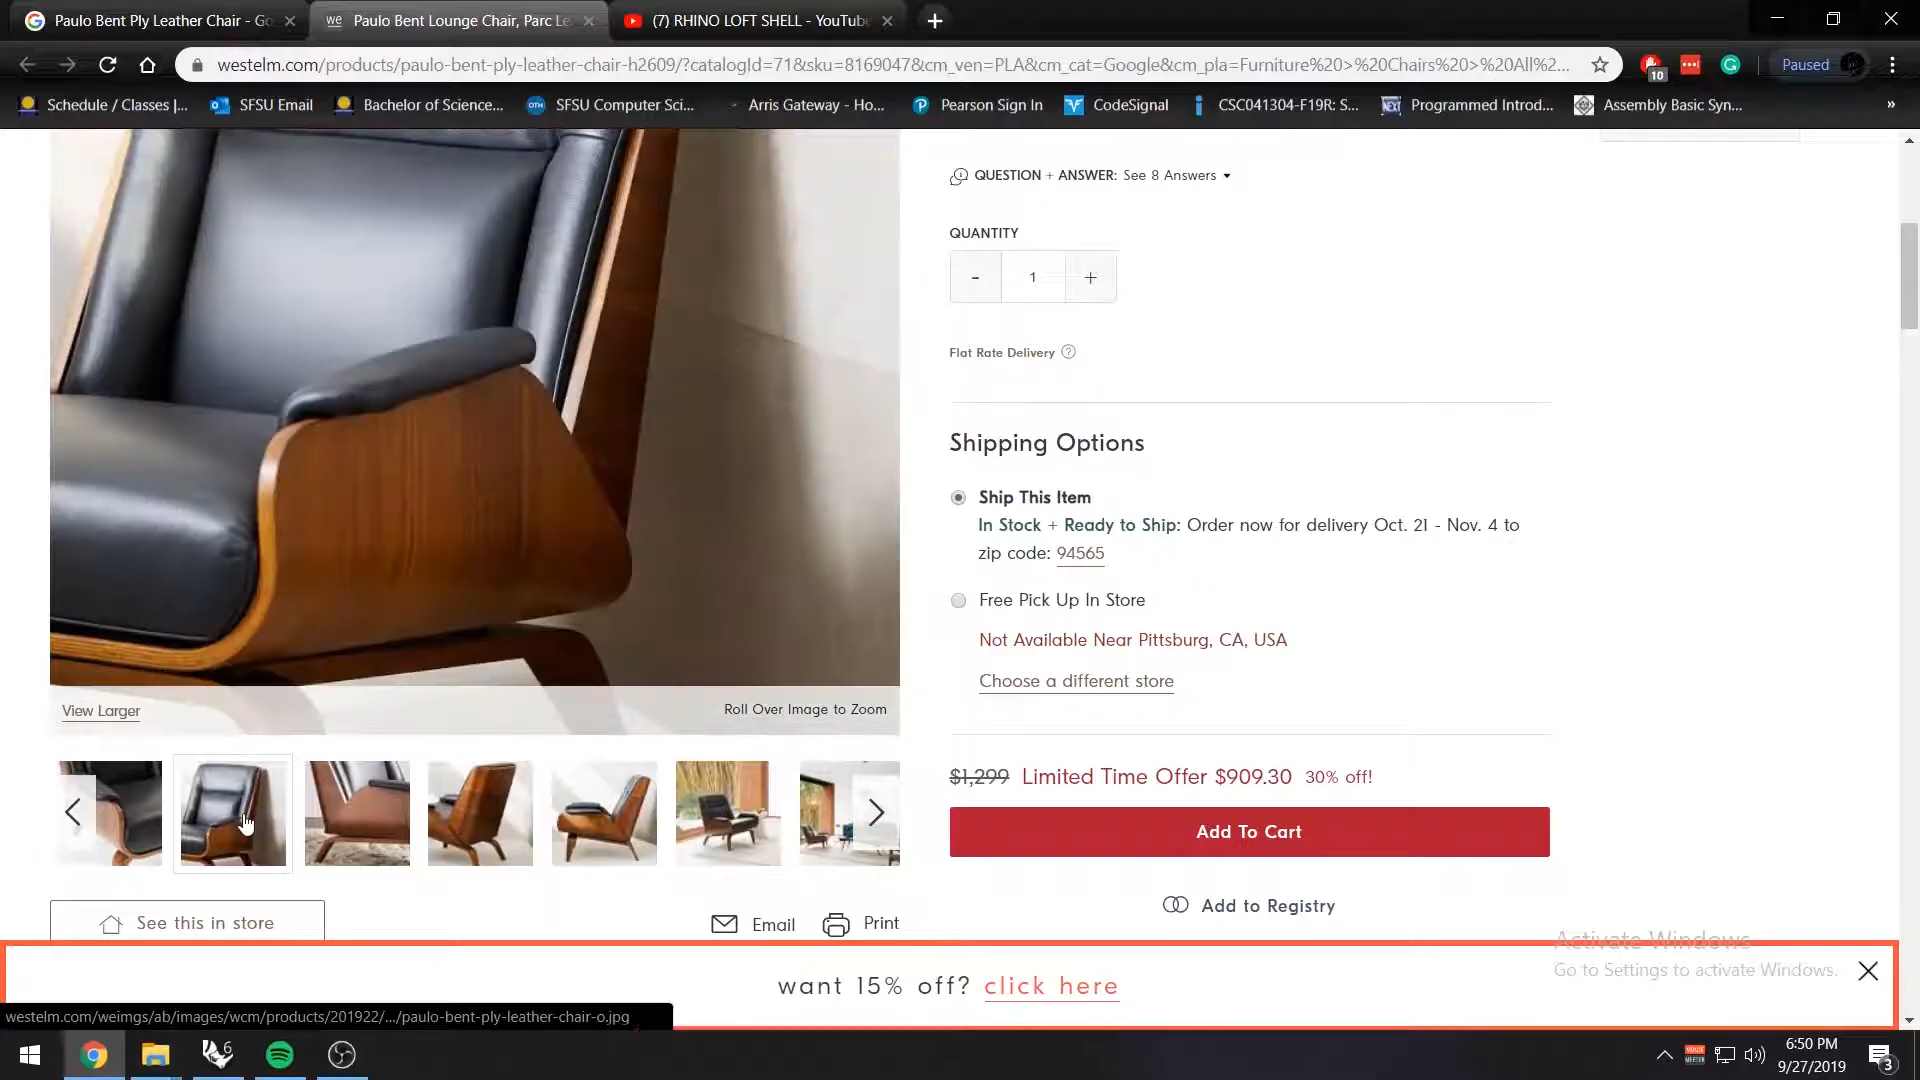 Paulo Bent Ply Leather Chair - Go
we Paulo Bent Lounge Chair, Parc Le
(7) RHINO LOFT SHELL - YouTube
westelm.com/products/paulo-bent-ply-leather-chair-h2609/?catalogId=71&sku=8169047&cm_ven=PLA&cm_cat=Google&cm_pla=Furniture%20>%20Chairs%20>%20All%2...
10
Paused
Schedule / Classes |...
SFSU Email
Bachelor of Science...
OTH
SFSU Computer Sci...
Arris Gateway - Ho...
Pearson Sign In
CodeSignal
CSC041304-F19R: S...
NEXT
Programmed Introd...
Assembly Basic Syn...
»
QUESTION + ANSWER: See 8 Answers
QUANTITY
- 1 +
Flat Rate Delivery ?
Shipping Options
Ship This Item
In Stock + Ready to Ship: Order now for delivery Oct. 21 - Nov. 4 to
zip code: 94565
Free Pick Up In Store
Not Available Near Pittsburg, CA, USA
Choose a different store
View Larger
Roll Over Image to Zoom
$1,299 Limited Time Offer $909.30 30% off!
Add To Cart
Add to Registry
See this in store
Email
Print
Activate Windows
Go to Settings to activate Windows.
want 15% off? click here
westelm.com/weimgs/ab/images/wcm/products/201922/.../paulo-bent-ply-leather-chair-o.jpg
6
6:50 PM
9/27/2019
3